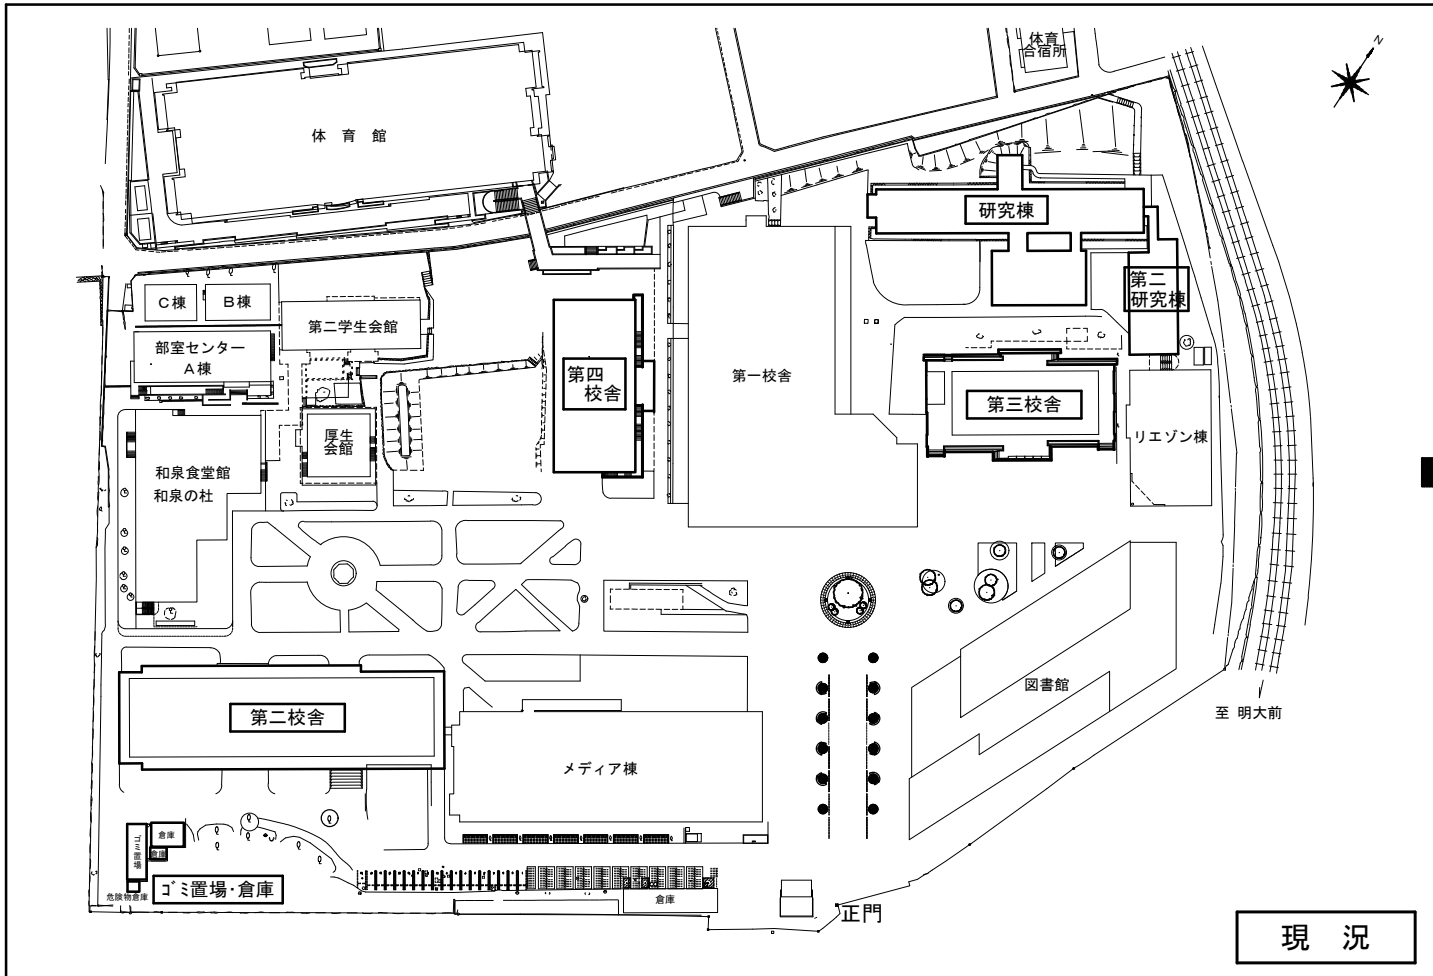 体育
合宿所
N
体 育 館
研究棟
第二
研究棟
C棟
B棟
第二学生会館
部室センター
A棟
第四
校舎
第一校舎
第三校舎
リエゾン棟
厚生
会館
和泉食堂館
和泉の杜
図書館
至 明大前
第二校舎
メディア棟
ゴミ置場
倉庫
倉庫
危険物倉庫
ゴミ置場・倉庫
倉庫
正門
現 況